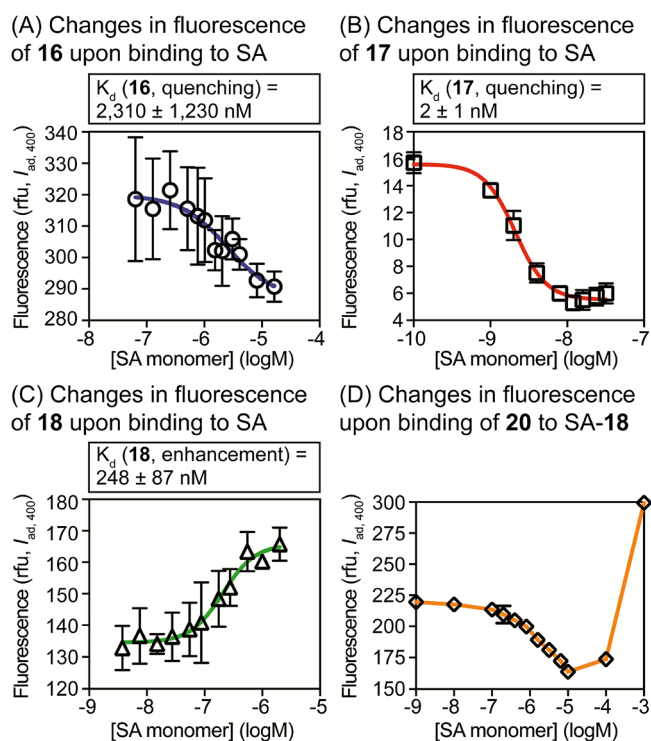 (A) Changes in fluorescence
of 16 upon binding to SA
K_d (16, quenching) =
2,310 ± 1,230 nM
Fluorescence (rfu, I_ad, 400)
340
330
320
310
300
290
280
-8 -7 -6 -5 -4
[SA monomer] (logM)
(B) Changes in fluorescence
of 17 upon binding to SA
K_d (17, quenching) =
2 ± 1 nM
Fluorescence (rfu, I_ad, 400)
18
16
14
12
10
8
6
4
-10 -9 -8 -7
[SA monomer] (logM)
(C) Changes in fluorescence
of 18 upon binding to SA
K_d (18, enhancement) =
248 ± 87 nM
Fluorescence (rfu, I_ad, 400)
180
170
160
150
140
130
120
-9 -8 -7 -6 -5
[SA monomer] (logM)
(D) Changes in fluorescence
upon binding of 20 to SA-18
Fluorescence (rfu, I_ad, 400)
300
275
250
225
200
175
150
-9 -8 -7 -6 -5 -4 -3
[SA monomer] (logM)